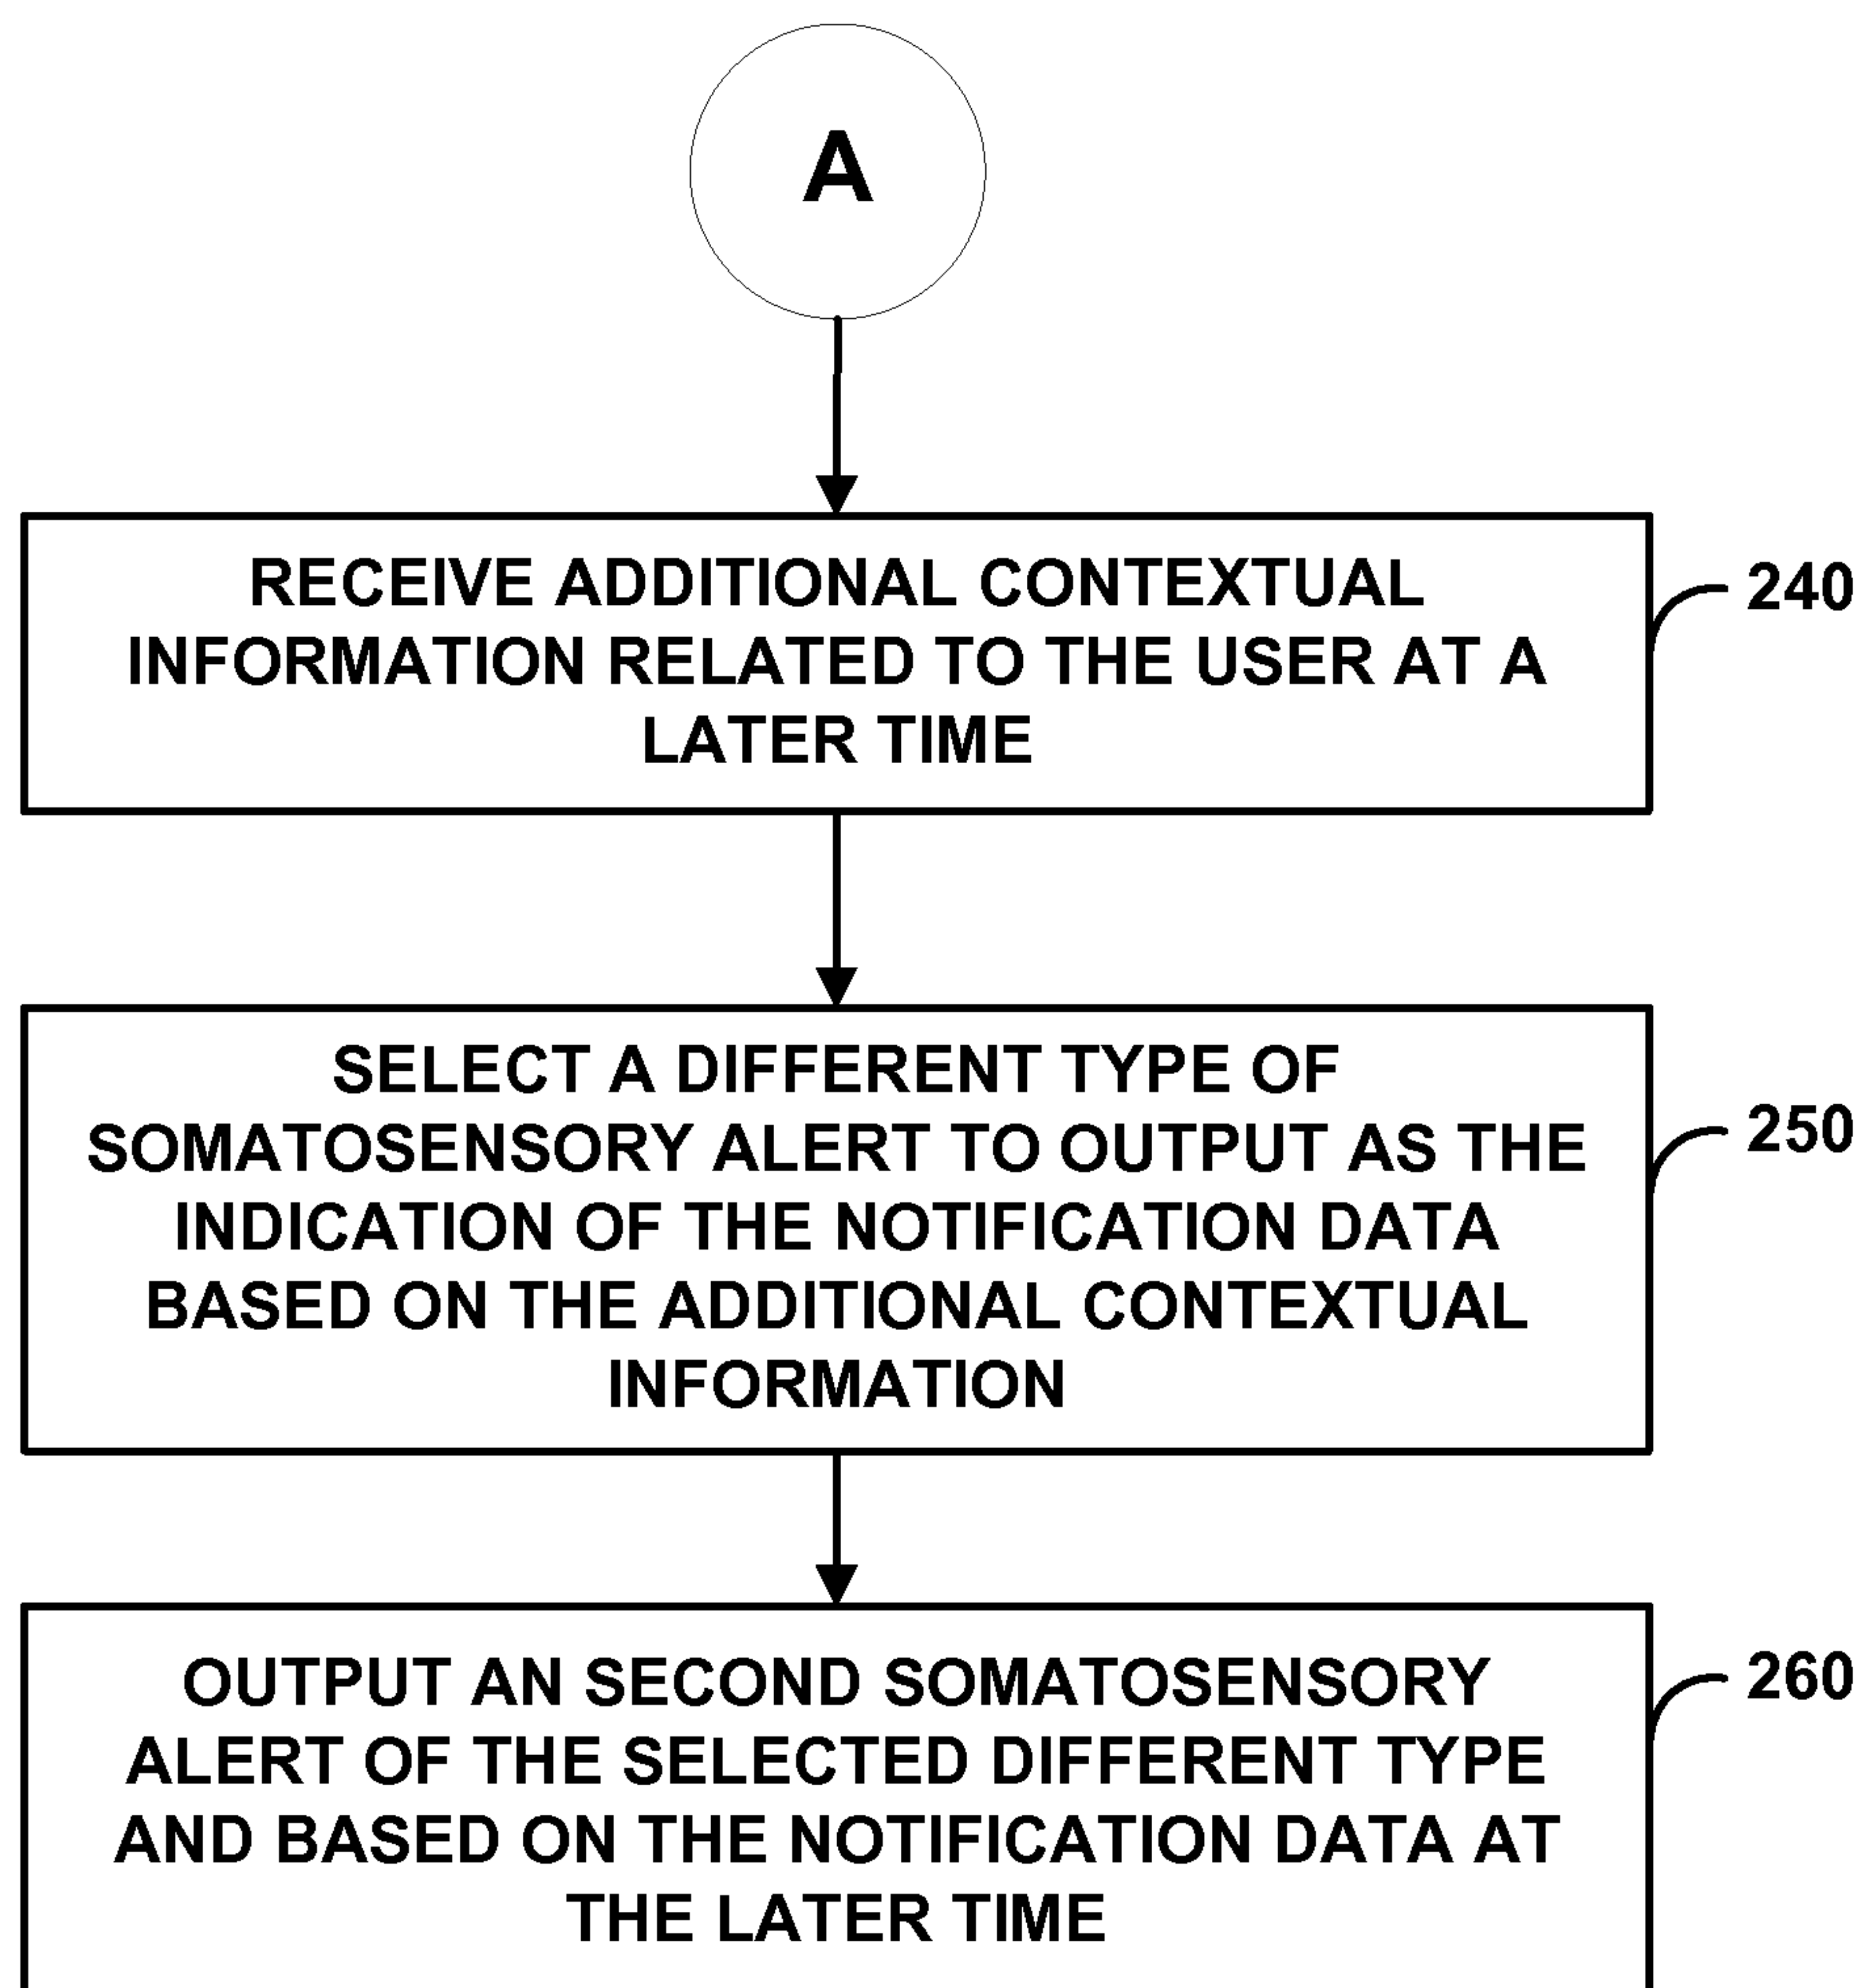 A
RECEIVE ADDITIONAL CONTEXTUAL
INFORMATION RELATED TO THE USER AT A
LATER TIME
240
SELECT A DIFFERENT TYPE OF
SOMATOSENSORY ALERT TO OUTPUT AS THE
INDICATION OF THE NOTIFICATION DATA
BASED ON THE ADDITIONAL CONTEXTUAL
INFORMATION
250
OUTPUT AN SECOND SOMATOSENSORY
ALERT OF THE SELECTED DIFFERENT TYPE
AND BASED ON THE NOTIFICATION DATA AT
THE LATER TIME
260